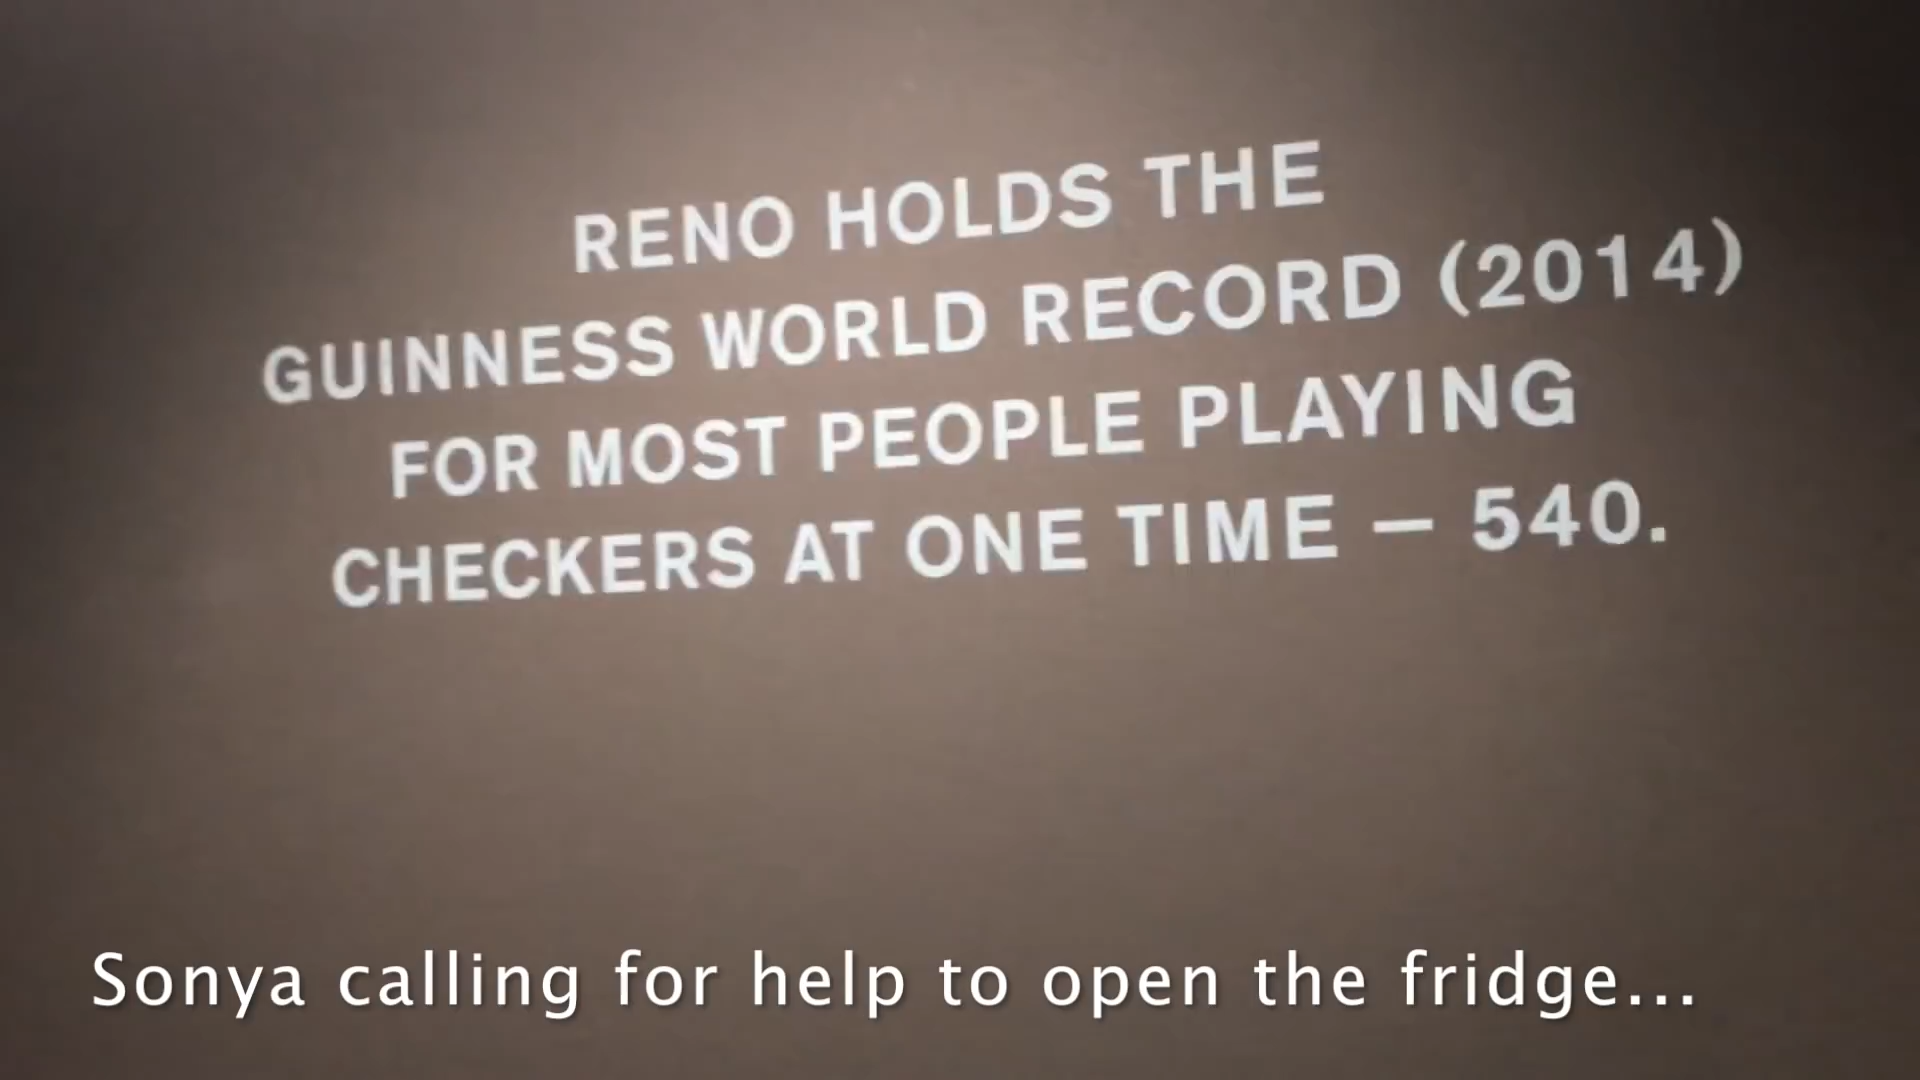 RENO HOLDS THE
GUINNESS WORLD RECORD (2014)
FOR MOST PEOPLE PLAYING
CHECKERS AT ONE TIME – 540.
Sonya calling for help to open the fridge...